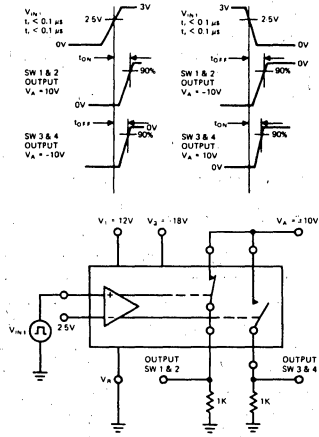 VIN1
tr < 0.1 µs
tf < 0.1 µs
3V
2.5V
0V
tON
SW 1 & 2
OUTPUT
VA = 10V
90%
0V
tOFF
SW 3 & 4
OUTPUT
VA = -10V
0V
90%
VIN1
tr < 0.1 µs
tf < 0.1 µs
3V
2.5V
0V
tOFF
SW 1 & 2
OUTPUT
VA = -10V
90%
0V
tON
SW 3 & 4
OUTPUT
VA = 10V
0V
90%
V1 = 12V
V2 = -18V
VA = ±10V
VIN1
2.5V
+
−
VR
OUTPUT
SW 1 & 2
OUTPUT
SW 3 & 4
1K
1K